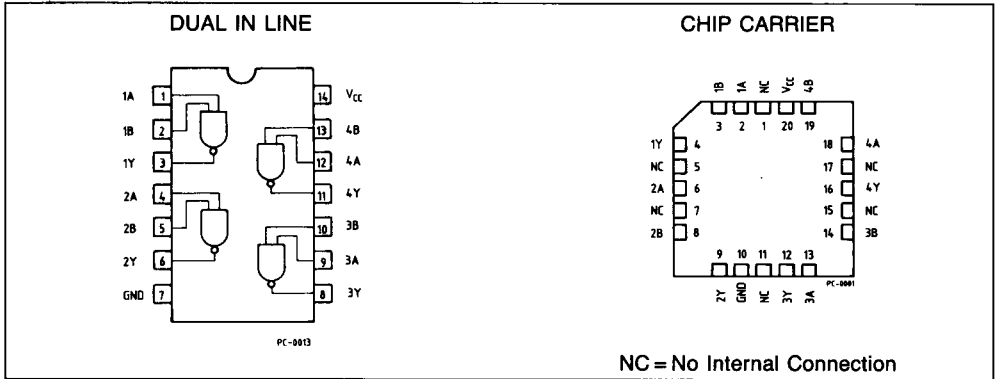 DUAL IN LINE
1A 1 14 VCC
1B 2 13 4B
1Y 3 12 4A
2A 4 11 4Y
2B 5 10 3B
2Y 6 9 3A
GND 7 8 3Y
PC-0013
CHIP CARRIER
1B 1A NC VCC 4B
3 2 1 20 19
1Y 4 18 4A
NC 5 17 NC
2A 6 16 4Y
NC 7 15 NC
2B 8 14 3B
9 10 11 12 13
2Y GND NC 3Y 3A
PC-0001
NC = No Internal Connection